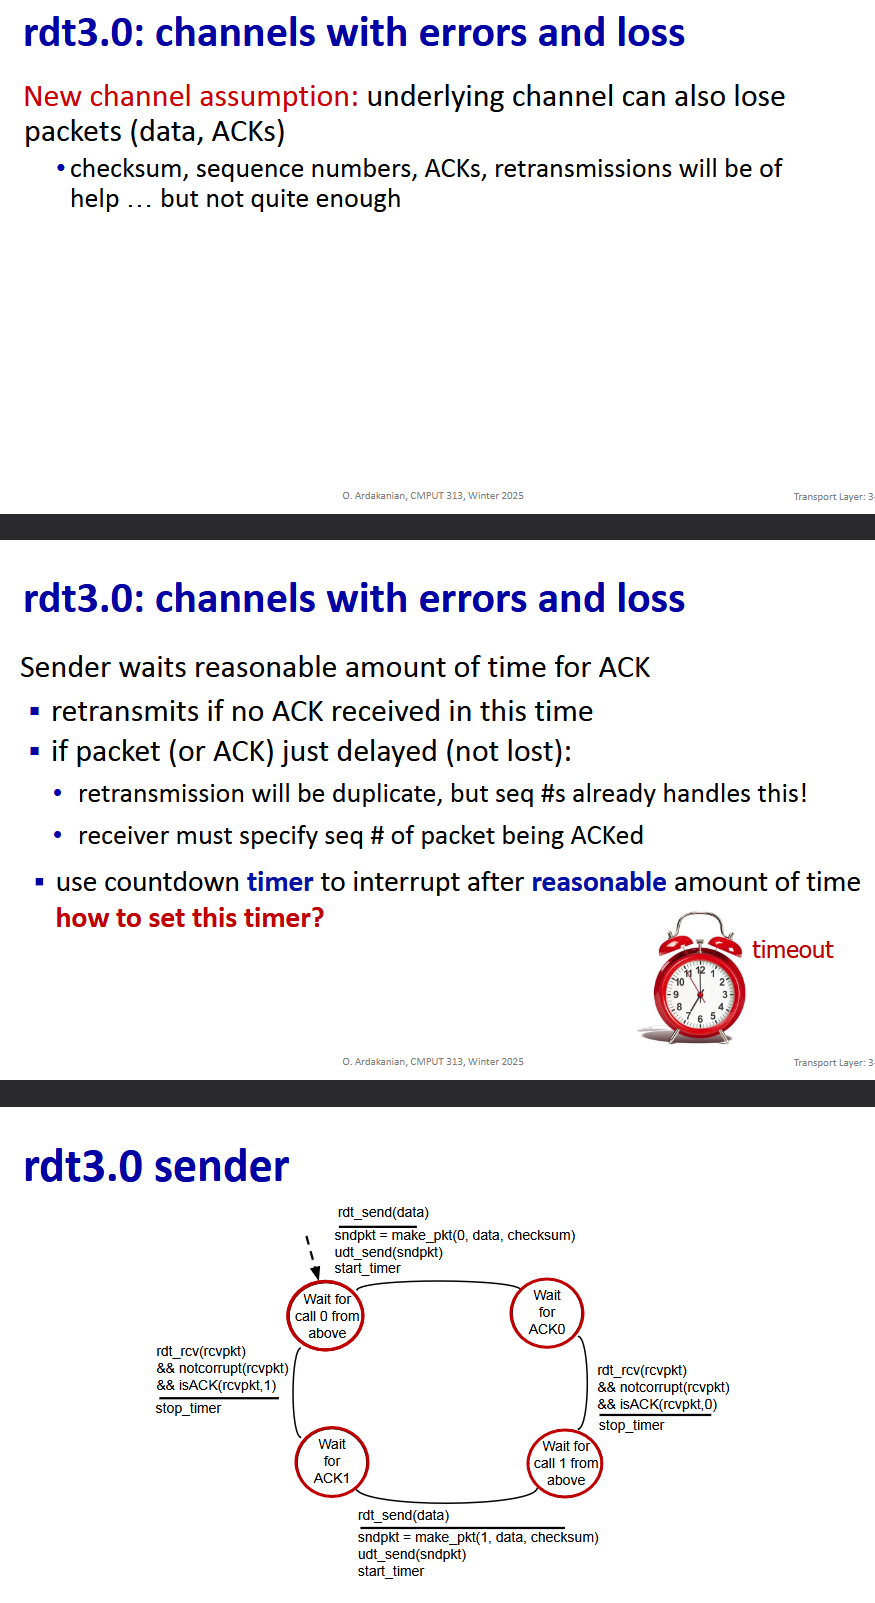 rdt3.0: channels with errors and loss
New channel assumption: underlying channel can also lose
packets (data, ACKs)
• checksum, sequence numbers, ACKs, retransmissions will be of
help … but not quite enough
O. Ardakanian, CMPUT 313, Winter 2025
Transport Layer: 3-
rdt3.0: channels with errors and loss
Sender waits reasonable amount of time for ACK
▪ retransmits if no ACK received in this time
▪ if packet (or ACK) just delayed (not lost):
• retransmission will be duplicate, but seq #s already handles this!
• receiver must specify seq # of packet being ACKed
▪ use countdown timer to interrupt after reasonable amount of time
how to set this timer?
timeout
12
1
2
3
4
5
6
7
8
9
10
11
O. Ardakanian, CMPUT 313, Winter 2025
Transport Layer: 3-
rdt3.0 sender
rdt_send(data)
sndpkt = make_pkt(0, data, checksum)
udt_send(sndpkt)
start_timer
Wait for
call 0 from
above
Wait
for
ACK0
rdt_rcv(rcvpkt)
&& notcorrupt(rcvpkt)
&& isACK(rcvpkt,1)
stop_timer
rdt_rcv(rcvpkt)
&& notcorrupt(rcvpkt)
&& isACK(rcvpkt,0)
stop_timer
Wait
for
ACK1
Wait for
call 1 from
above
rdt_send(data)
sndpkt = make_pkt(1, data, checksum)
udt_send(sndpkt)
start_timer